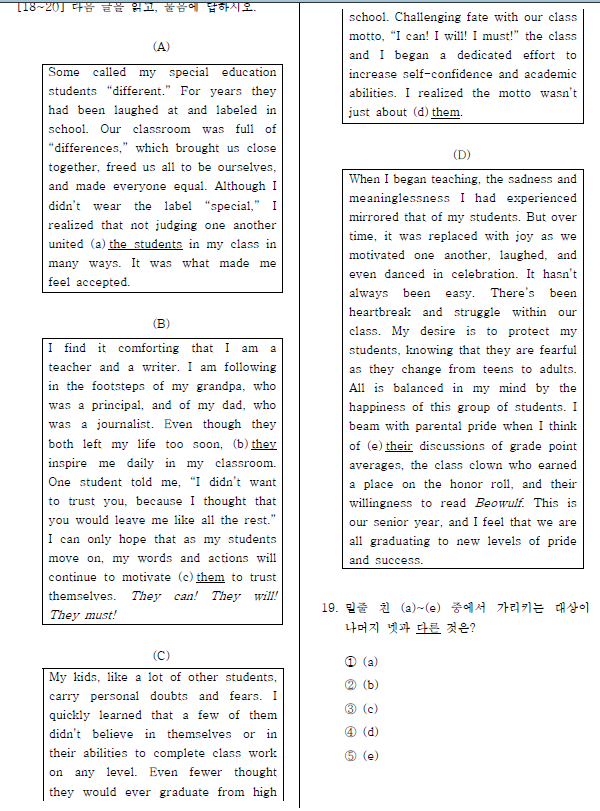 [18~20] 다음 글을 읽고, 물음에 답하시오.
(A)
Some called my special education
students “different.” For years they
had been laughed at and labeled in
school. Our classroom was full of
“differences,” which brought us close
together, freed us all to be ourselves,
and made everyone equal. Although I
didn’t wear the label “special,” I
realized that not judging one another
united (a) the students in my class in
many ways. It was what made me
feel accepted.
(B)
I find it comforting that I am a
teacher and a writer. I am following
in the footsteps of my grandpa, who
was a principal, and of my dad, who
was a journalist. Even though they
both left my life too soon, (b) they
inspire me daily in my classroom.
One student told me, “I didn’t want
to trust you, because I thought that
you would leave me like all the rest.”
I can only hope that as my students
move on, my words and actions will
continue to motivate (c) them to trust
themselves. They can! They will!
They must!
(C)
My kids, like a lot of other students,
carry personal doubts and fears. I
quickly learned that a few of them
didn’t believe in themselves or in
their abilities to complete class work
on any level. Even fewer thought
they would ever graduate from high
school. Challenging fate with our class
motto, “I can! I will! I must!” the class
and I began a dedicated effort to
increase self-confidence and academic
abilities. I realized the motto wasn’t
just about (d) them.
(D)
When I began teaching, the sadness and
meaninglessness I had experienced
mirrored that of my students. But over
time, it was replaced with joy as we
motivated one another, laughed, and
even danced in celebration. It hasn’t
always been easy. There’s been
heartbreak and struggle within our
class. My desire is to protect my
students, knowing that they are fearful
as they change from teens to adults.
All is balanced in my mind by the
happiness of this group of students. I
beam with parental pride when I think
of (e) their discussions of grade point
averages, the class clown who earned
a place on the honor roll, and their
willingness to read Beowulf. This is
our senior year, and I feel that we are
all graduating to new levels of pride
and success.
19. 밑줄 친 (a)~(e) 중에서 가리키는 대상이
나머지 넷과 다른 것은?
① (a)
② (b)
③ (c)
④ (d)
⑤ (e)